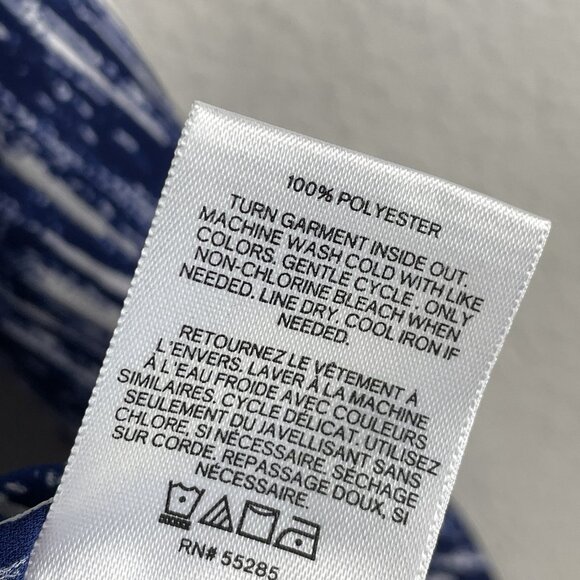 100% POLYESTER
TURN GARMENT INSIDE OUT.
MACHINE WASH COLD WITH LIKE
COLORS. GENTLE CYCLE. ONLY
NON-CHLORINE BLEACH WHEN
NEEDED. LINE DRY. COOL IRON IF
NEEDED.
RETOURNEZ LE VÊTEMENT À
L'ENVERS. LAVER À LA MACHINE
À L'EAU FROIDE AVEC COULEURS
SIMILAIRES. CYCLE DÉLICAT. UTILISEZ
SEULEMENT DU JAVELLISANT SANS
CHLORE, SI NÉCESSAIRE. SECHAGE
SUR CORDE. REPASSAGE DOUX, SI
NÉCESSAIRE.
RN# 55285